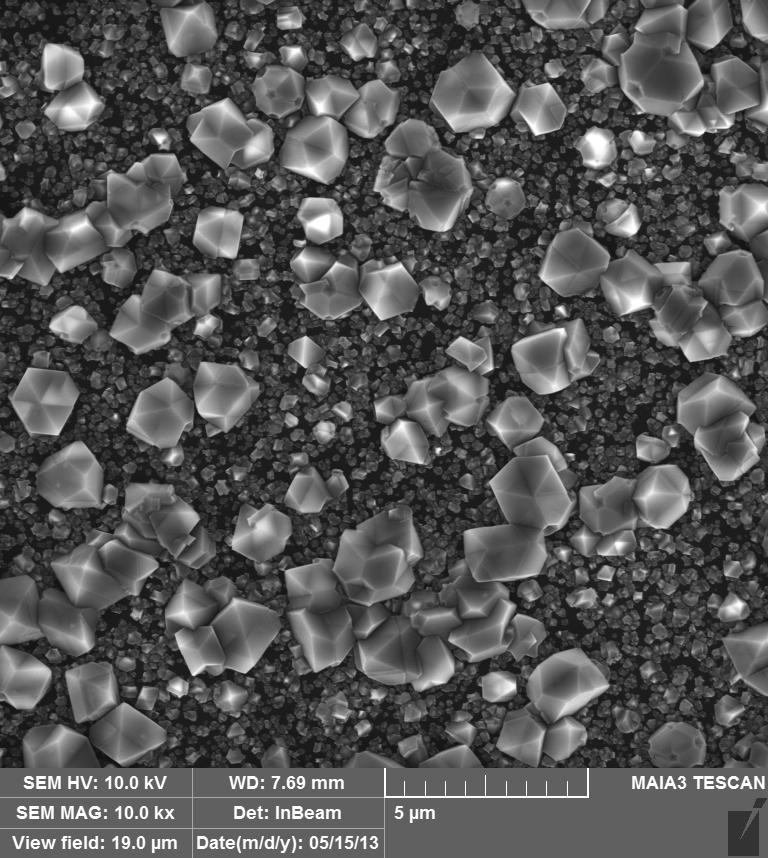 SEM HV: 10.0 kV WD: 7.69 mm MAIA3 TESCAN
SEM MAG: 10.0 kx Det: InBeam 5 µm
View field: 19.0 µm Date(m/d/y): 05/15/13